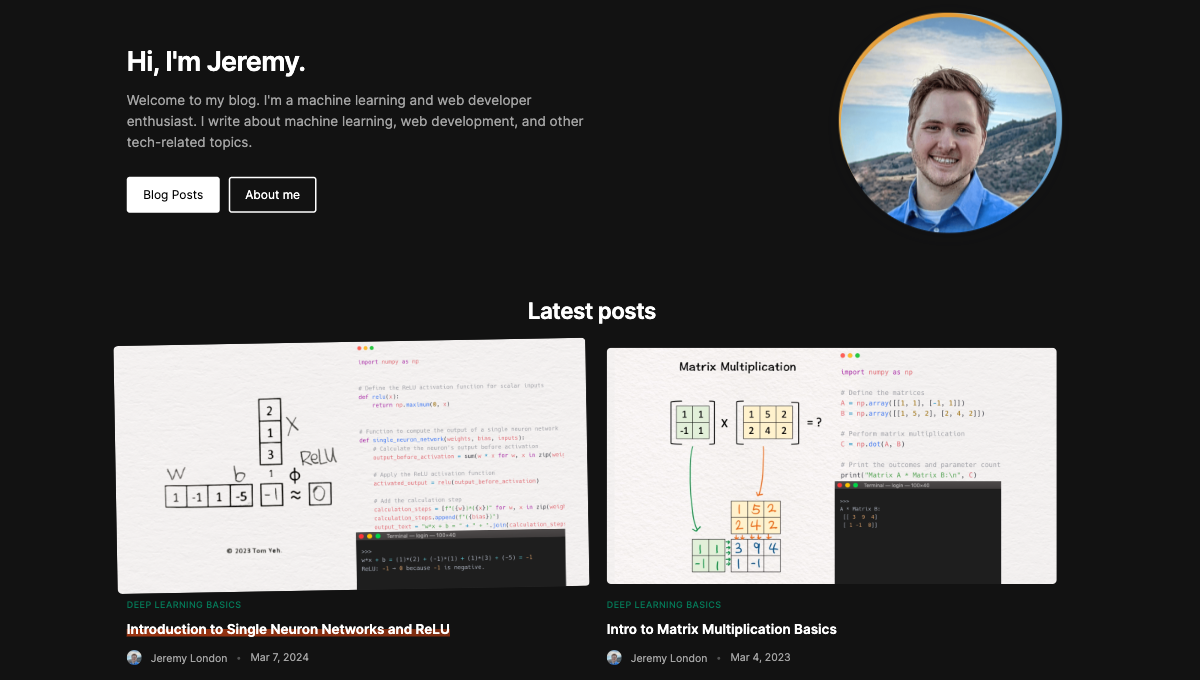 Hi, I'm Jeremy.
Welcome to my blog. I'm a machine learning and web developer
enthusiast. I write about machine learning, web development, and other
tech-related topics.
Blog Posts
About me
Latest posts
2
1
3
X
ReLU
W
b
1
Φ
1 -1 1 -5
-1
≈
0
© 2023 Tom Yeh.
import numpy as np
# Define the ReLU activation function for scalar inputs
def relu(x):
return np.maximum(0, x)
# Function to compute the output of a single neuron network
def single_neuron_network(weights, bias, inputs):
# Calculate the neuron's output before activation
output_before_activation = sum(w * x for w, x in zip(wei
# Apply the ReLU activation function
activated_output = relu(output_before_activation)
# Add the calculation step
calculation_steps = [f"({w})*({x})" for w, x in zip(weigh
calculation_steps.append(f"({bias})")
output_text = "w*x + b = " + " + ".join(calculation_step
Terminal — login — 100×40
>>>
w*x + b = (1)*(2) + (-1)*(1) + (1)*(3) + (-5) = -1
ReLU: -1 → 0 because -1 is negative.
DEEP LEARNING BASICS
Introduction to Single Neuron Networks and ReLU
Jeremy London • Mar 7, 2024
Matrix Multiplication
1 1
-1 1
X
1 5 2
2 4 2
= ?
1 5 2
2 4 2
1 1
-1 1
3 9 4
1 -1
import numpy as np
# Define the matrices
A = np.array([[1, 1], [-1, 1]])
B = np.array([[1, 5, 2], [2, 4, 2]])
# Perform matrix multiplication
C = np.dot(A, B)
# Print the outcomes and parameter count
print("Matrix A * Matrix B:\n", C)
Terminal — login — 100×40
>>>
A * Matrix B:
[[ 3 9 4]
[ 1 -1 0]]
DEEP LEARNING BASICS
Intro to Matrix Multiplication Basics
Jeremy London • Mar 4, 2023